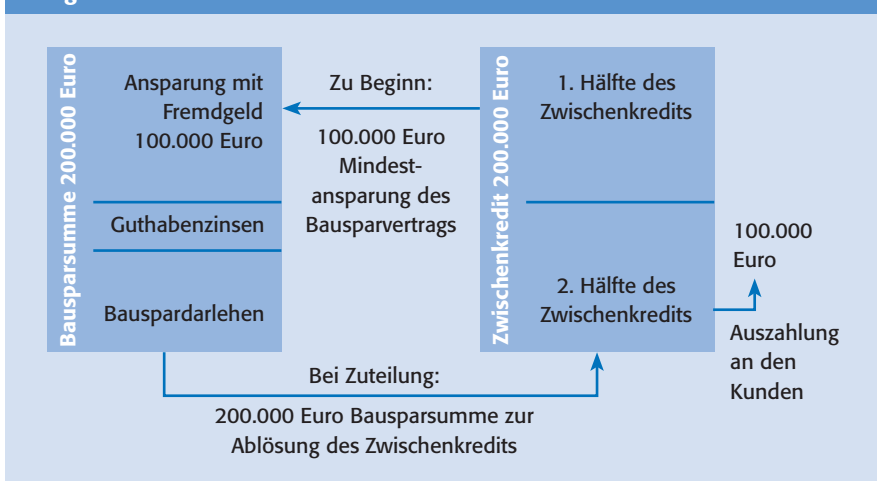 Bausparsumme 200.000 Euro
Ansparung mit
Fremdgeld
100.000 Euro
Guthabenzinsen
Bauspardarlehen
Zu Beginn:
100.000 Euro
Mindest-
ansparung des
Bausparvertrags
Zwischenkredit 200.000 Euro
1. Hälfte des
Zwischenkredits
2. Hälfte des
Zwischenkredits
100.000
Euro
Auszahlung
an den
Kunden
Bei Zuteilung:
200.000 Euro Bausparsumme zur
Ablösung des Zwischenkredits